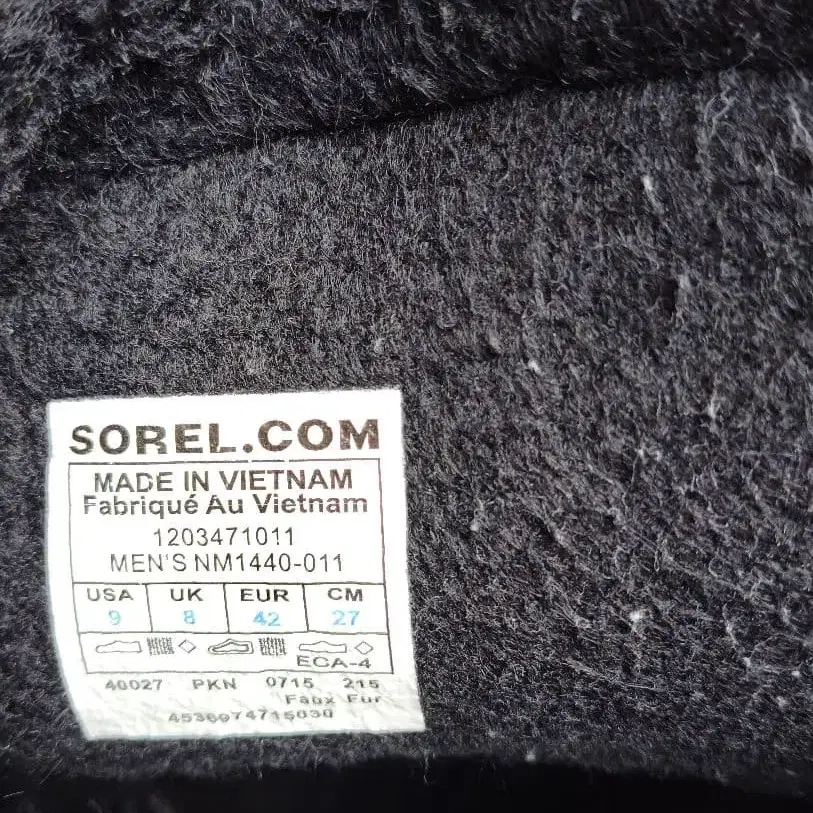 SOREL.COM
MADE IN VIETNAM
Fabriqué Au Vietnam
1203471011
MEN'S NM1440-011
USA UK EUR CM
9 8 42 27
ECA-4
40027 PKN 0715 215
Faux Fur
4536974715030